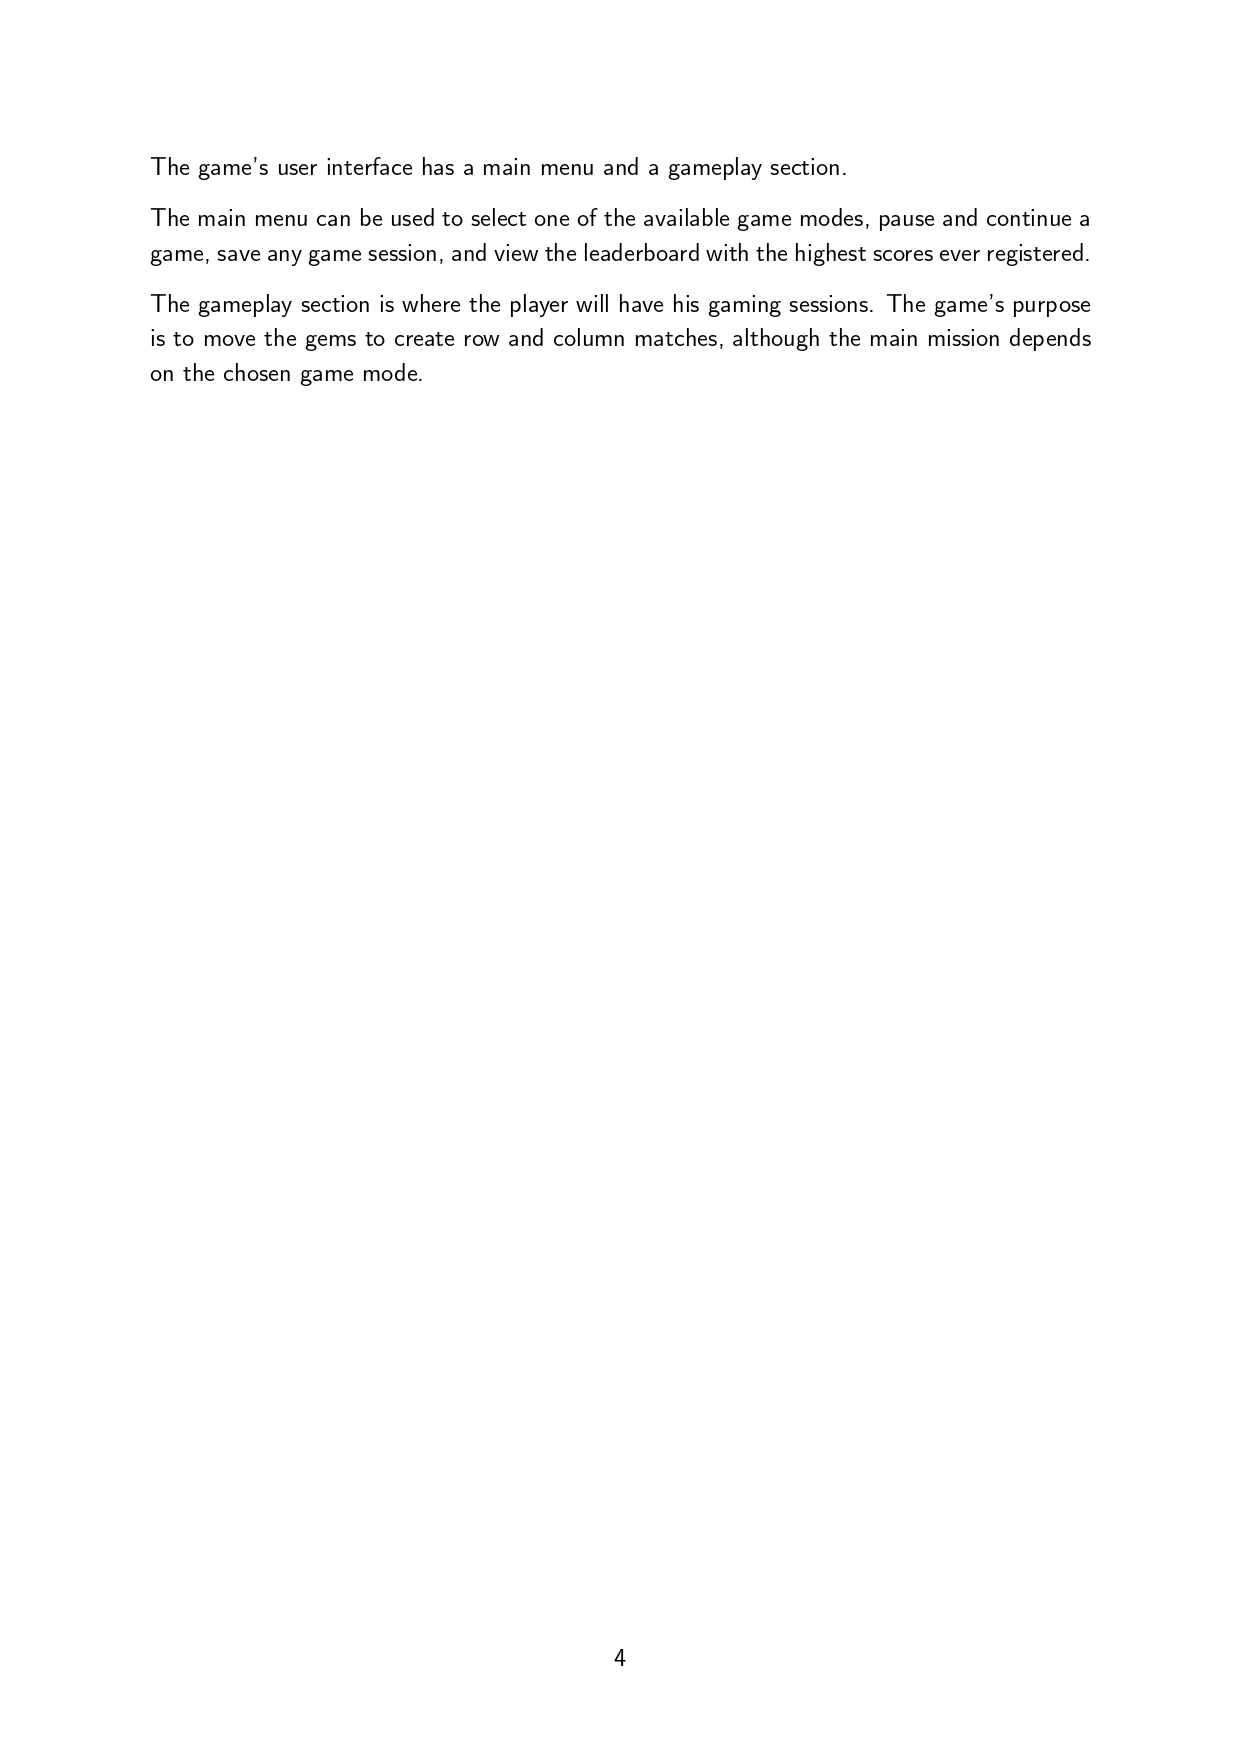 The game's user interface has a main menu and a gameplay section.
The main menu can be used to select one of the available game modes, pause and continue a
game, save any game session, and view the leaderboard with the highest scores ever registered.
The gameplay section is where the player will have his gaming sessions. The game's purpose
is to move the gems to create row and column matches, although the main mission depends
on the chosen game mode.
4